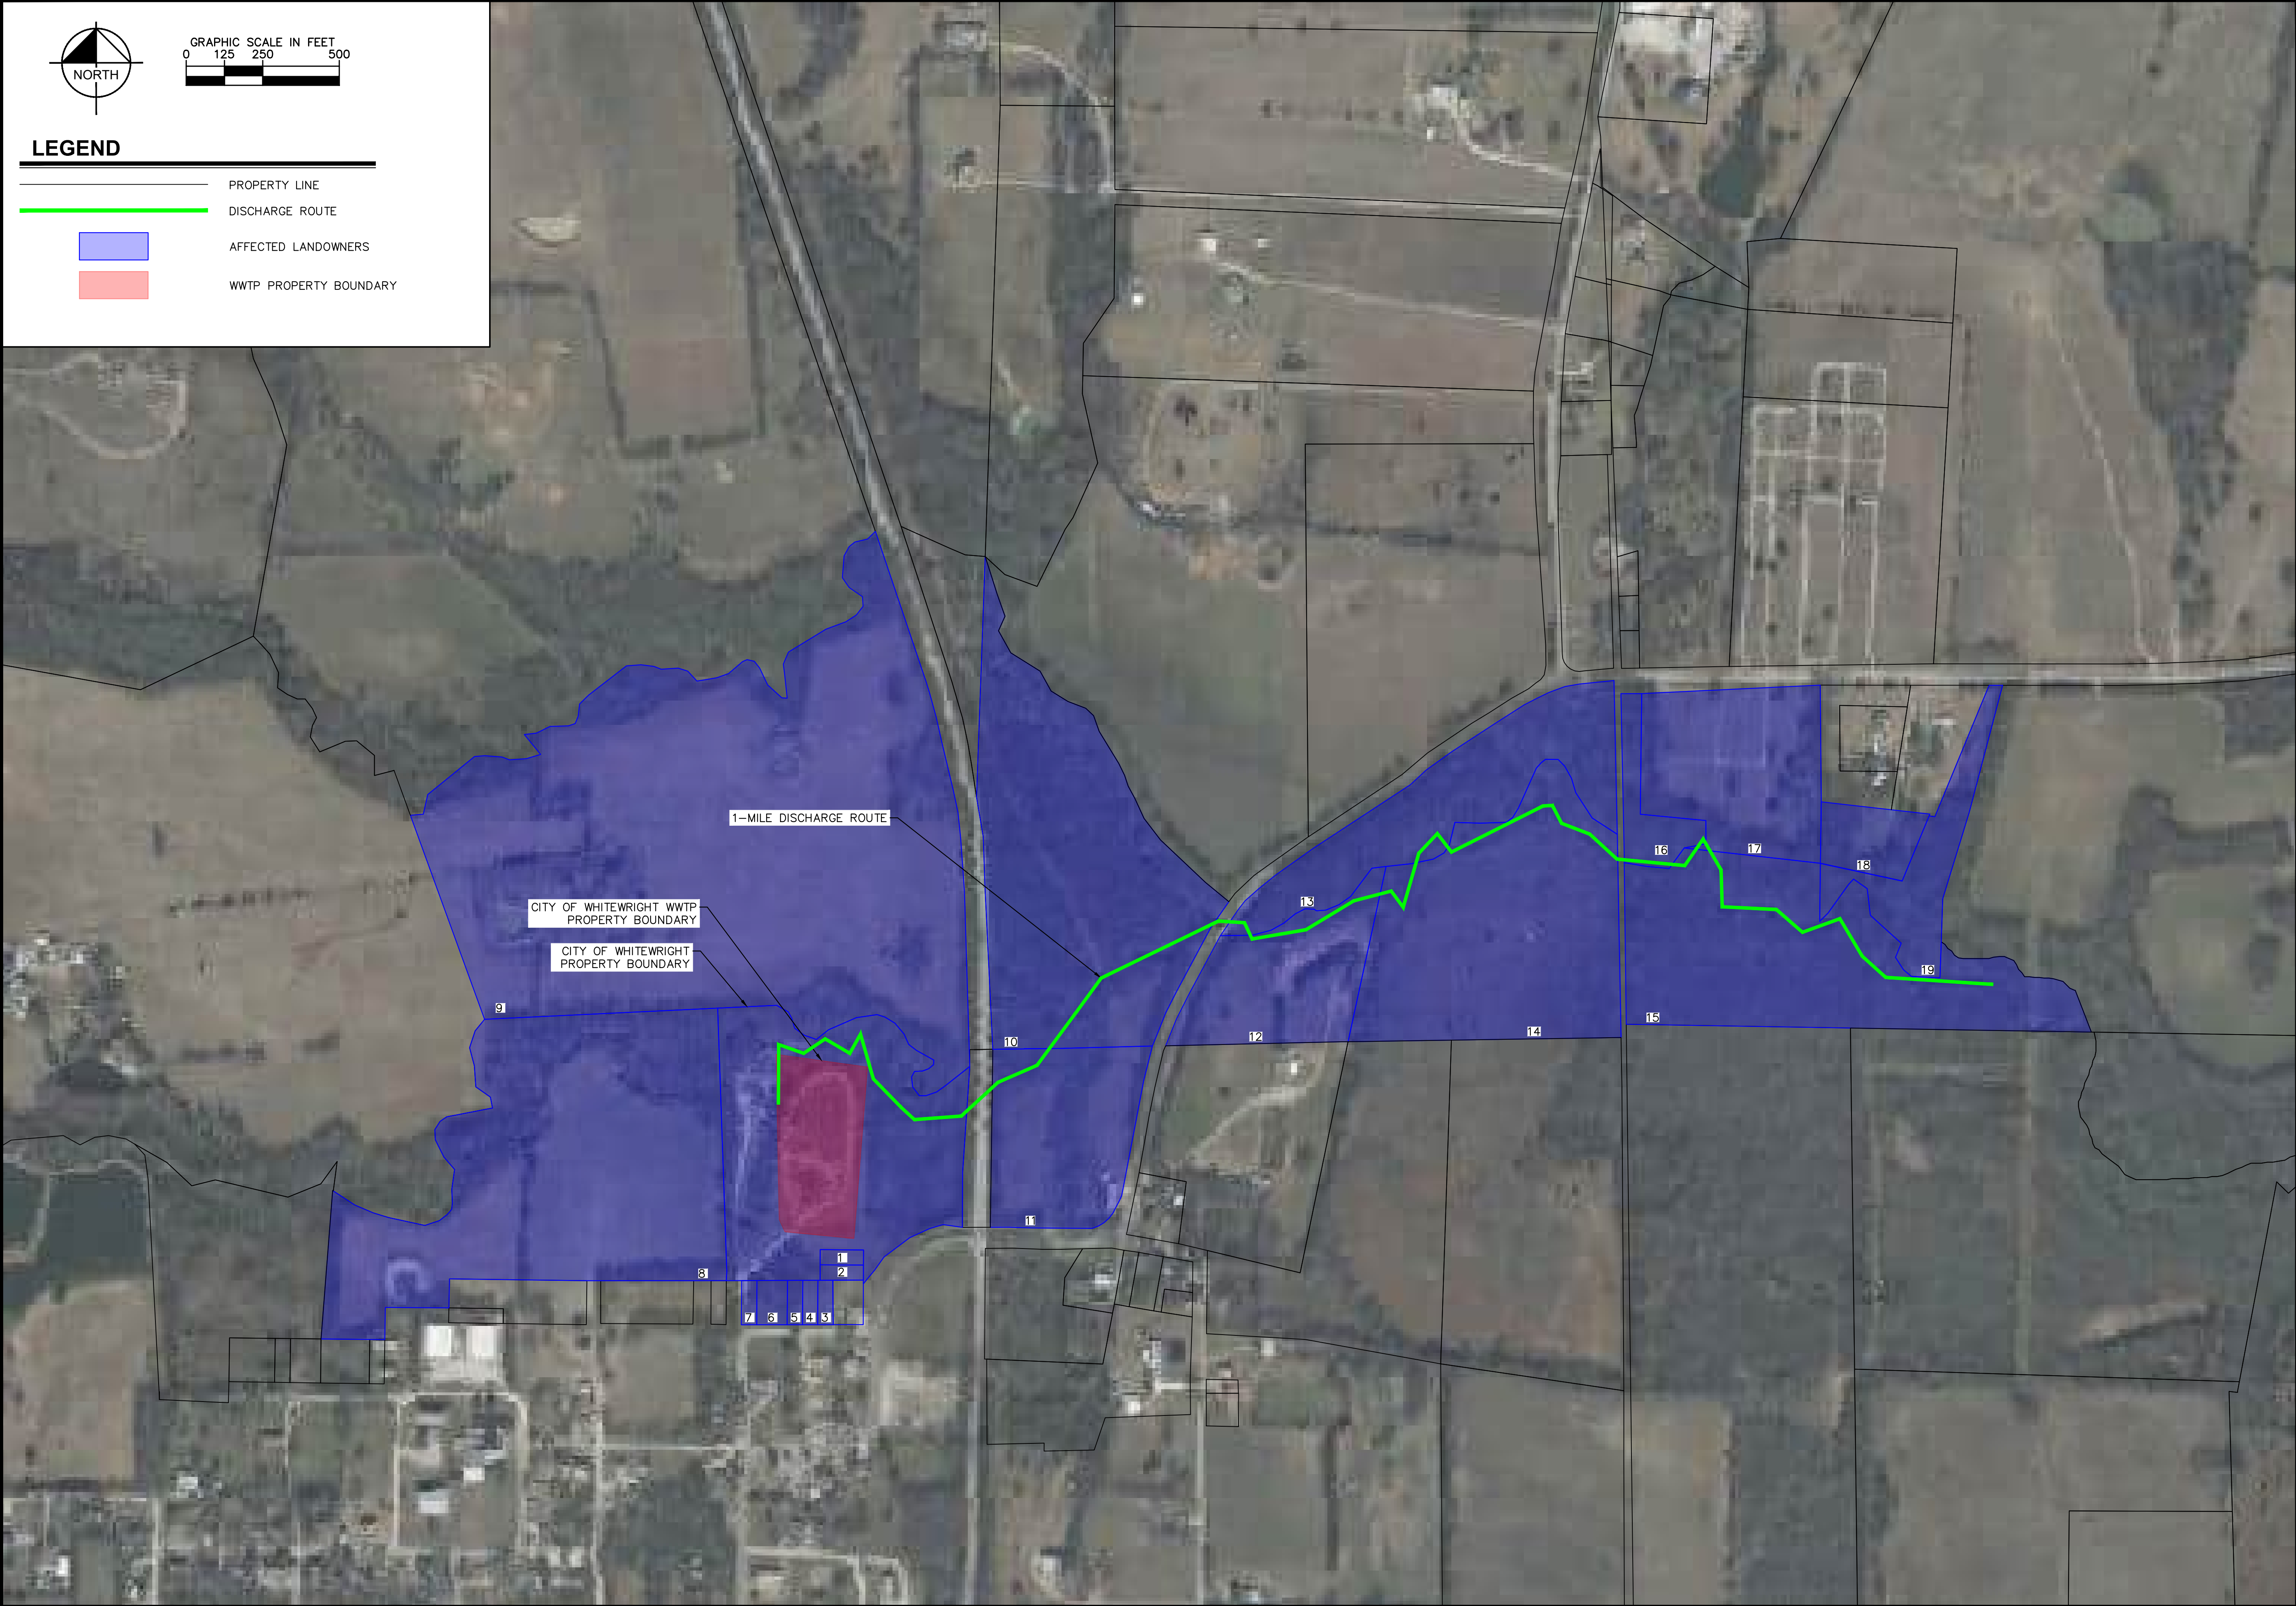 NORTH
GRAPHIC SCALE IN FEET
0 125 250 500
LEGEND
PROPERTY LINE
DISCHARGE ROUTE
AFFECTED LANDOWNERS
WWTP PROPERTY BOUNDARY
1-MILE DISCHARGE ROUTE
CITY OF WHITEWRIGHT WWTP
PROPERTY BOUNDARY
CITY OF WHITEWRIGHT
PROPERTY BOUNDARY
16
17
18
13
19
9
15
14
12
10
11
1
2
8
7
6
5
4
3